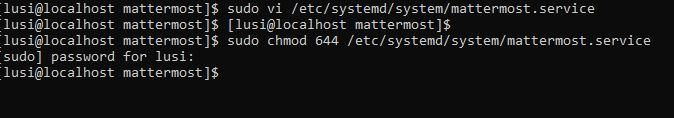 [lusi@localhost mattermost]$ sudo vi /etc/systemd/system/mattermost.service
[lusi@localhost mattermost]$ [lusi@localhost mattermost]$
[lusi@localhost mattermost]$ sudo chmod 644 /etc/systemd/system/mattermost.service
[sudo] password for lusi:
[lusi@localhost mattermost]$